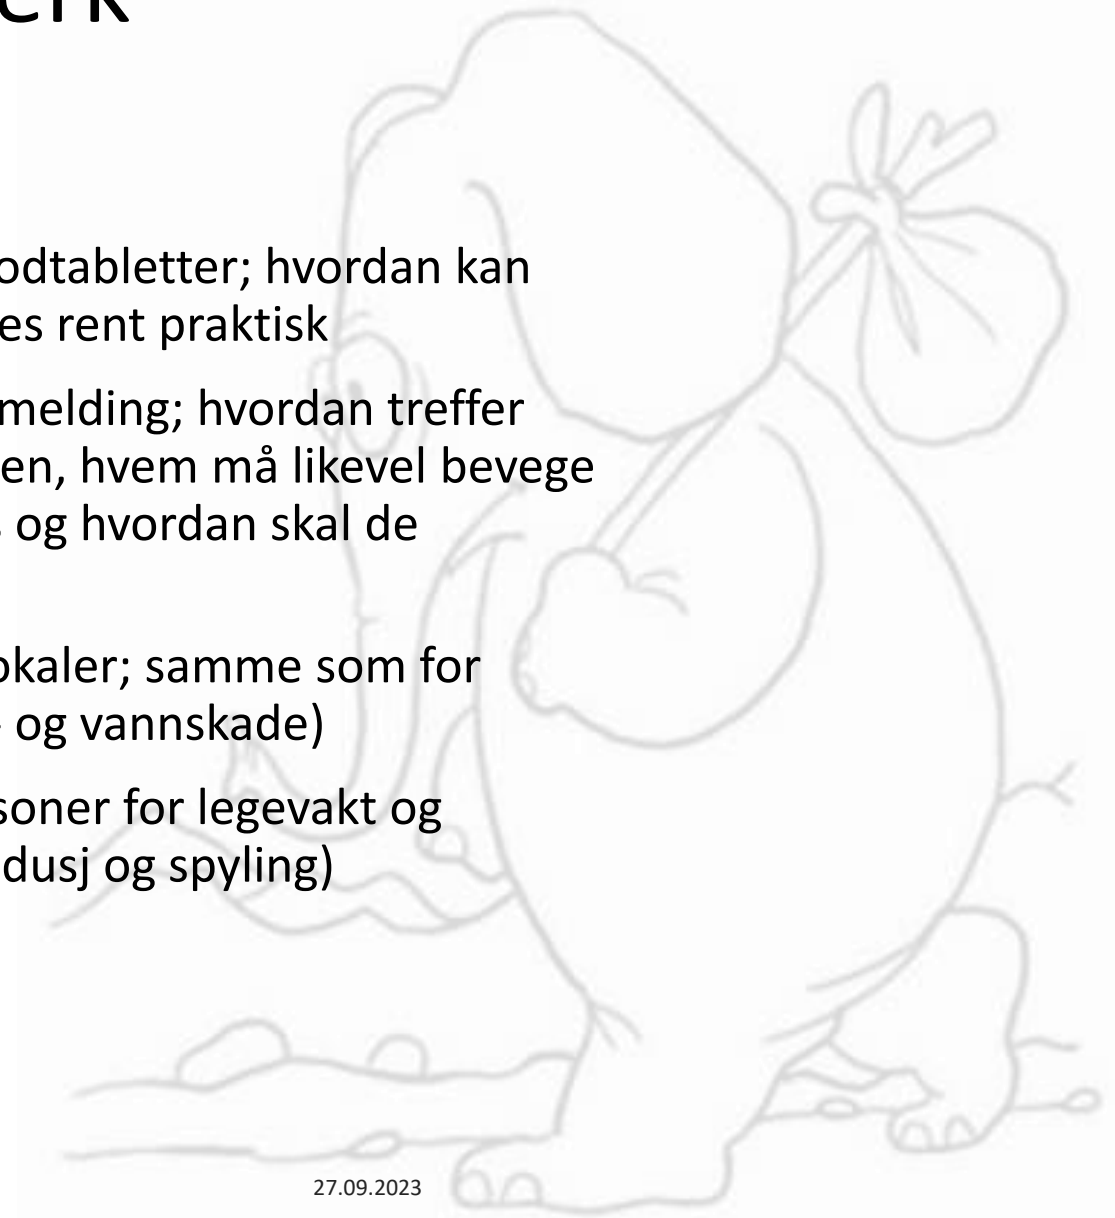 erk
odtabletter; hvordan kan
es rent praktisk
melding; hvordan treffer
en, hvem må likevel bevege
og hvordan skal de
okaler; samme som for
og vannskade)
soner for legevakt og
dusj og spyling)
27.09.2023